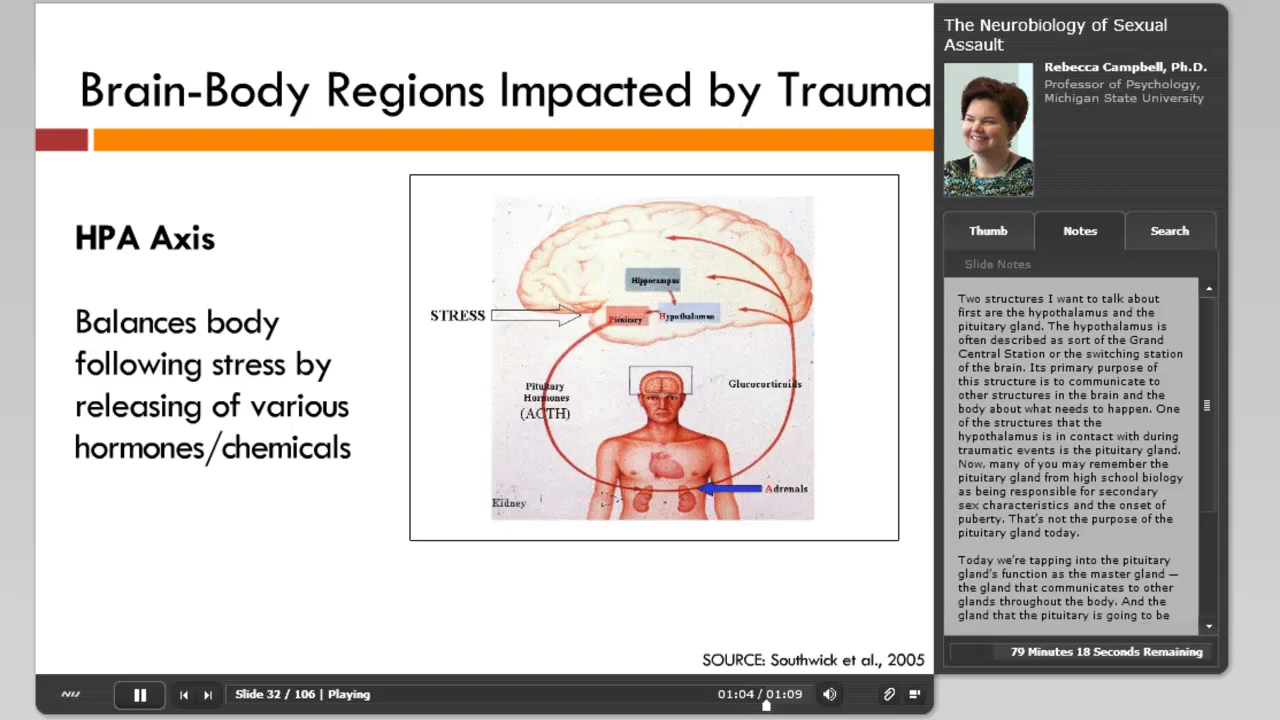 Brain-Body Regions Impacted by Trauma
HPA Axis
Balances body
following stress by
releasing of various
hormones/chemicals
Hippocampus
STRESS
Pituitary
Hypothalamus
Pituitary
Hormones
(ACTH)
Glucocorticoids
Adrenals
Kidney
SOURCE: Southwick et al., 2005
The Neurobiology of Sexual
Assault
Rebecca Campbell, Ph.D.
Professor of Psychology,
Michigan State University
Thumb
Notes
Search
Slide Notes
Two structures I want to talk about
first are the hypothalamus and the
pituitary gland. The hypothalamus is
often described as sort of the Grand
Central Station or the switching station
of the brain. Its primary purpose of
this structure is to communicate to
other structures in the brain and the
body about what needs to happen. One
of the structures that the
hypothalamus is in contact with during
traumatic events is the pituitary gland.
Now, many of you may remember the
pituitary gland from high school biology
as being responsible for secondary
sex characteristics and the onset of
puberty. That's not the purpose of the
pituitary gland today.
Today we're tapping into the pituitary
gland's function as the master gland —
the gland that communicates to other
glands throughout the body. And the
gland that the pituitary is going to be
79 Minutes 18 Seconds Remaining
NIJ
Slide 32 / 106 | Playing
01:04 / 01:09